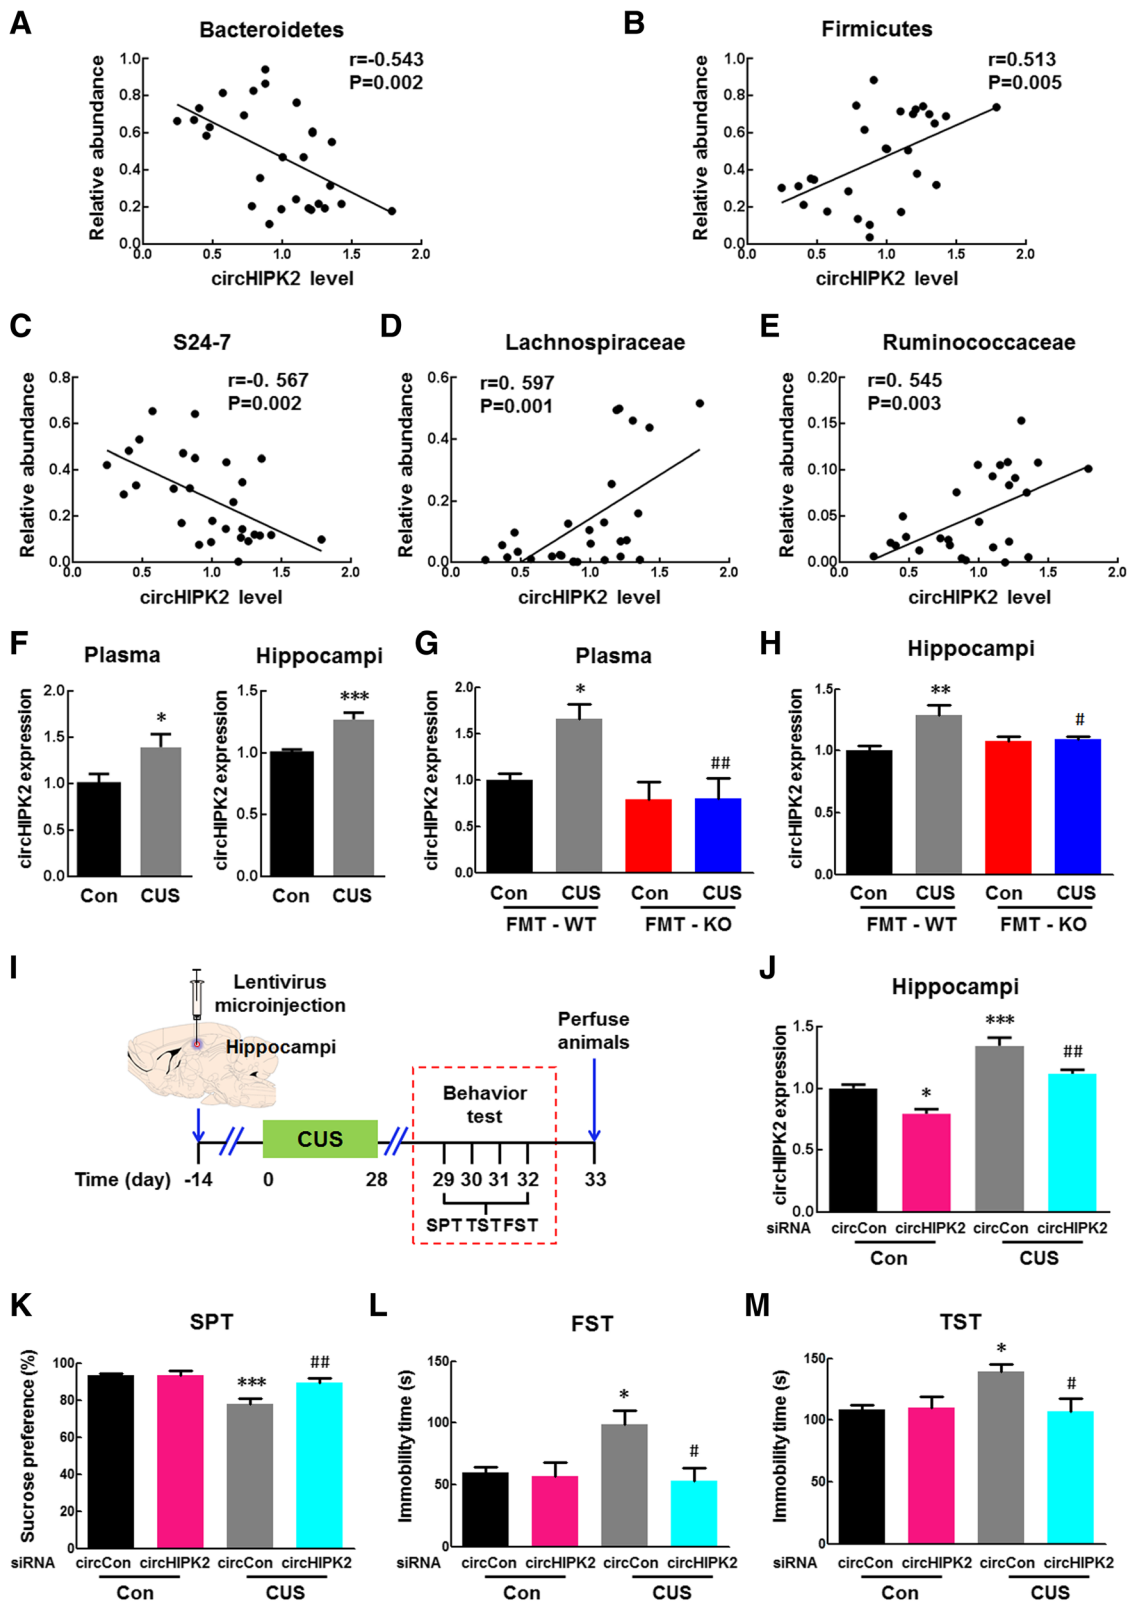 A
Bacteroidetes
r=-0.543
P=0.002
Relative abundance
1.0
0.8
0.6
0.4
0.2
0.0
0.0 0.5 1.0 1.5 2.0
circHIPK2 level
B
Firmicutes
r=0.513
P=0.005
Relative abundance
1.0
0.8
0.6
0.4
0.2
0.0
0.0 0.5 1.0 1.5 2.0
circHIPK2 level
C
S24-7
r=-0. 567
P=0.002
Relative abundance
0.8
0.6
0.4
0.2
0.0
0.0 0.5 1.0 1.5 2.0
circHIPK2 level
D
Lachnospiraceae
r=0. 597
P=0.001
Relative abundance
0.6
0.4
0.2
0.0
0.0 0.5 1.0 1.5 2.0
circHIPK2 level
E
Ruminococcaceae
r=0. 545
P=0.003
Relative abundance
0.20
0.15
0.10
0.05
0.00
0.0 0.5 1.0 1.5 2.0
circHIPK2 level
F
Plasma
circHIPK2 expression
2.0
1.5
1.0
0.5
0.0
*
Con CUS
Hippocampi
circHIPK2 expression
1.5
1.0
0.5
0.0
***
Con CUS
G
Plasma
circHIPK2 expression
2.0
1.5
1.0
0.5
0.0
*
##
Con CUS Con CUS
FMT - WT FMT - KO
H
Hippocampi
circHIPK2 expression
1.5
1.0
0.5
0.0
**
#
Con CUS Con CUS
FMT - WT FMT - KO
I
Lentivirus
microinjection
Hippocampi
Perfuse
animals
Behavior
test
CUS
Time (day) -14 0 28 29 30 31 32 33
SPT TST FST
J
Hippocampi
circHIPK2 expression
1.5
1.0
0.5
0.0
*
***
##
siRNA circCon circHIPK2 circCon circHIPK2
Con CUS
K
SPT
Sucrose preference (%)
100
80
60
40
20
0
***
##
siRNA circCon circHIPK2 circCon circHIPK2
Con CUS
L
FST
Immobility time (s)
150
100
50
0
*
#
siRNA circCon circHIPK2 circCon circHIPK2
Con CUS
M
TST
Immobility time (s)
150
100
50
0
*
#
siRNA circCon circHIPK2 circCon circHIPK2
Con CUS